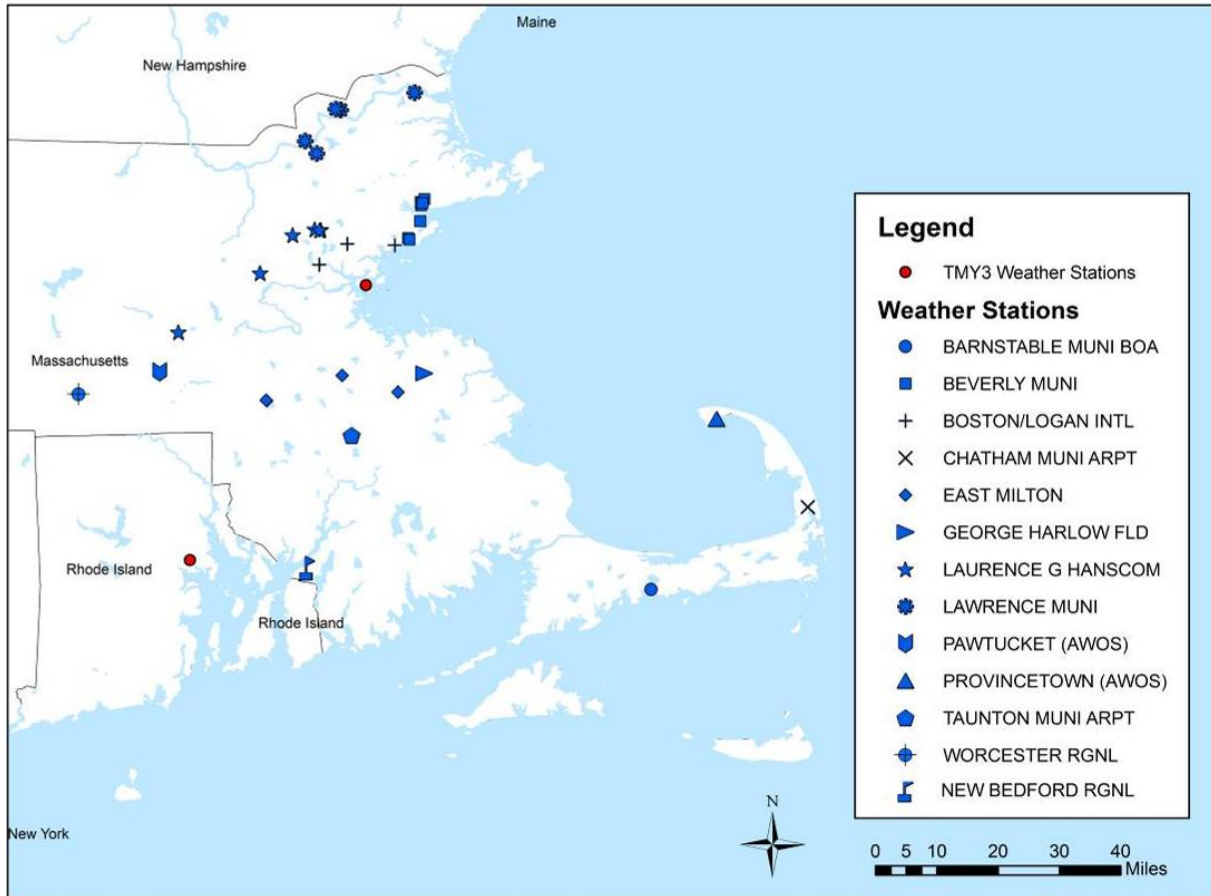 Maine
New Hampshire
Massachusetts
Rhode Island
Rhode Island
New York
N
Legend
TMY3 Weather Stations
Weather Stations
BARNSTABLE MUNI BOA
BEVERLY MUNI
BOSTON/LOGAN INTL
CHATHAM MUNI ARPT
EAST MILTON
GEORGE HARLOW FLD
LAURENCE G HANSCOM
LAWRENCE MUNI
PAWTUCKET (AWOS)
PROVINCETOWN (AWOS)
TAUNTON MUNI ARPT
WORCESTER RGNL
NEW BEDFORD RGNL
0 5 10 20 30 40
Miles